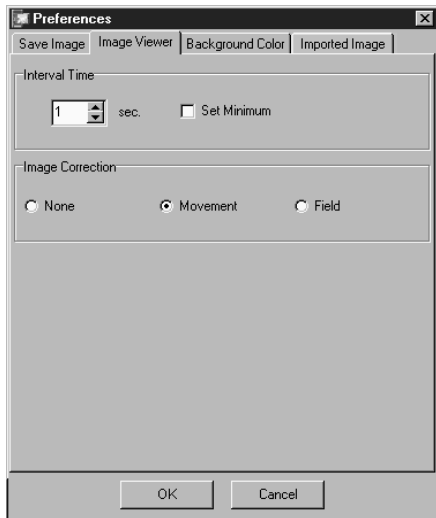 Preferences
Save Image Image Viewer Background Color Imported Image
Interval Time
1 sec. Set Minimum
Image Correction
None Movement Field
OK Cancel